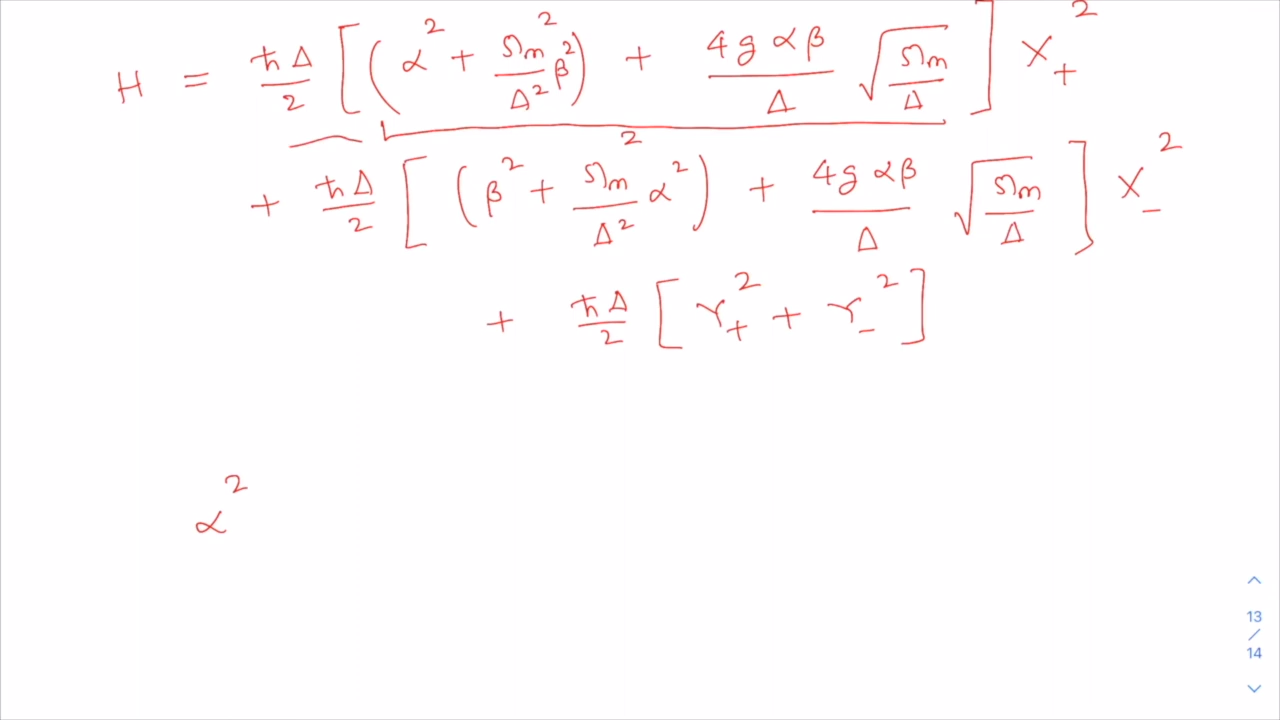 H = ℏΔ/2 [(α² + Ωm²/Δ² β²) + 4gαβ/Δ √(Ωm/Δ)] X₊²
+ ℏΔ/2 [(β² + Ωm²/Δ² α²) + 4gαβ/Δ √(Ωm/Δ)] X₋²
+ ℏΔ/2 [Y₊² + Y₋²]
α²
13
/
14